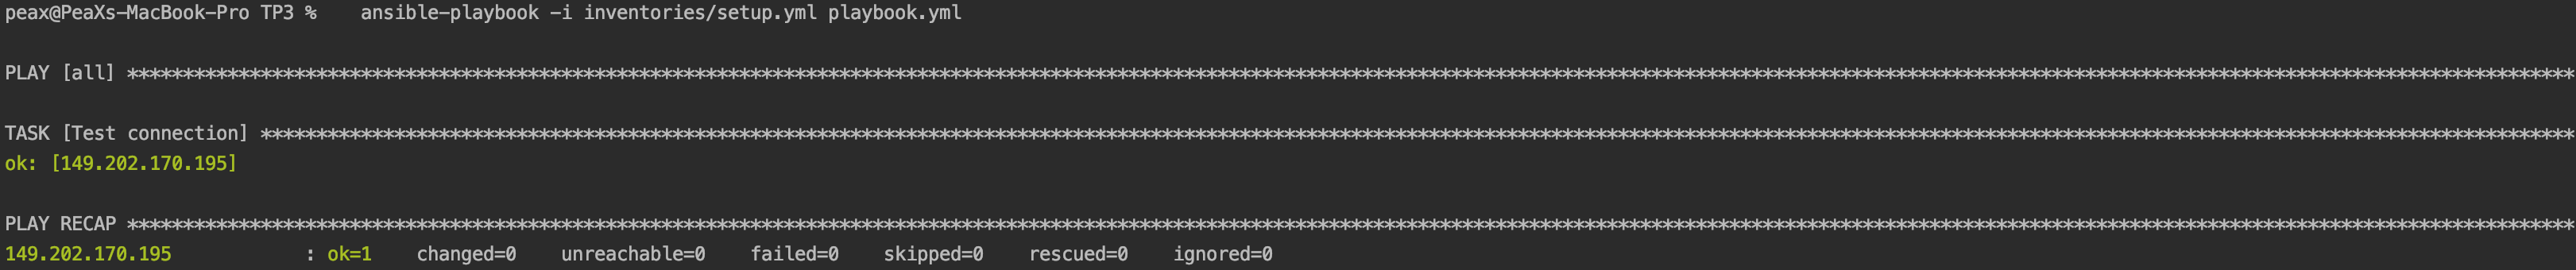 peax@PeaXs-MacBook-Pro TP3 %    ansible-playbook -i inventories/setup.yml playbook.yml
PLAY [all] ****************************************************************************************************************************************************************************************************************************
TASK [Test connection] ****************************************************************************************************************************************************************************************************************
ok: [149.202.170.195]
PLAY RECAP ****************************************************************************************************************************************************************************************************************************
149.202.170.195            : ok=1    changed=0    unreachable=0    failed=0    skipped=0    rescued=0    ignored=0